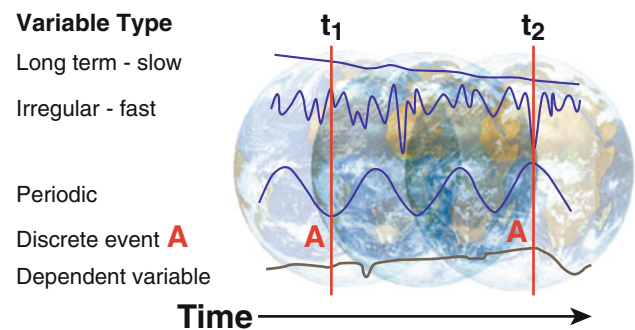 Variable Type t1 t2
Long term - slow
Irregular - fast
Periodic
Discrete event A A A
Dependent variable
Time